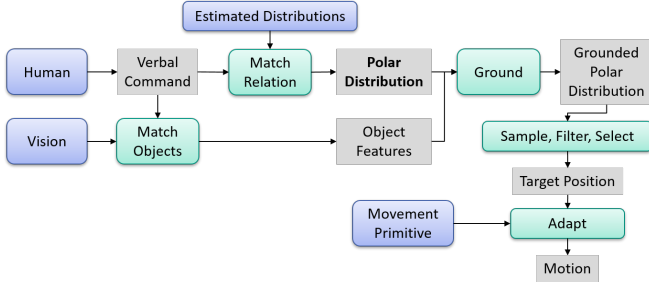 Estimated Distributions
Human
Verbal
Command
Match
Relation
Polar
Distribution
Ground
Grounded
Polar
Distribution
Vision
Match
Objects
Object
Features
Sample, Filter, Select
Target Position
Movement
Primitive
Adapt
Motion